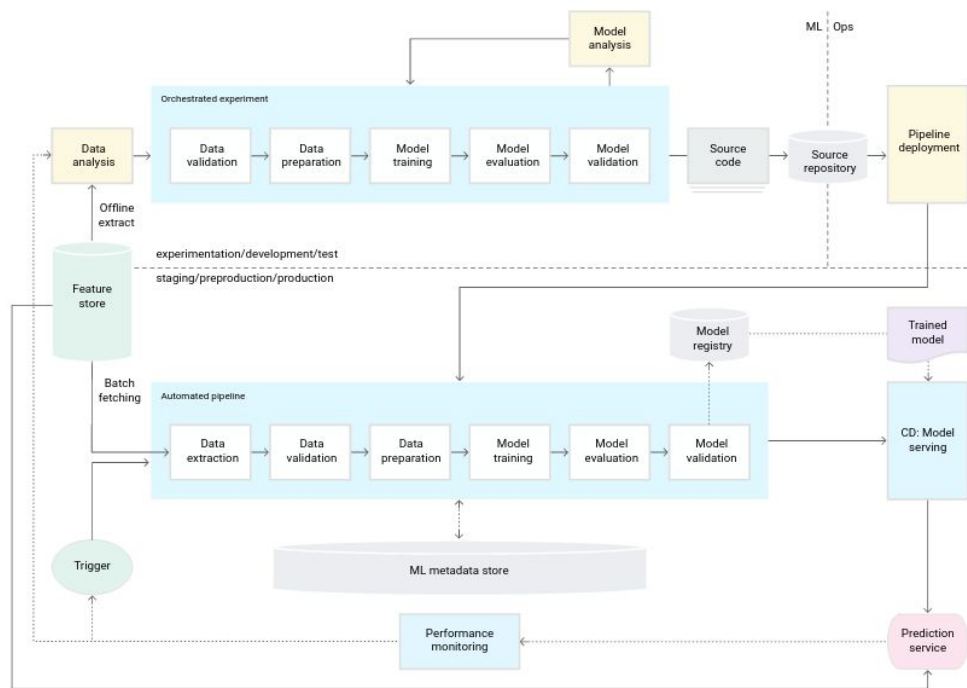 ML
Ops
Model
analysis
Orchestrated experiment
Data
analysis
Data
validation
Data
preparation
Model
training
Model
evaluation
Model
validation
Source
code
Source
repository
Pipeline
deployment
Offline
extract
experimentation/development/test
staging/preproduction/production
Feature
store
Model
registry
Trained
model
Batch
fetching
Automated pipeline
Data
extraction
Data
validation
Data
preparation
Model
training
Model
evaluation
Model
validation
CD: Model
serving
Trigger
ML metadata store
Performance
monitoring
Prediction
service